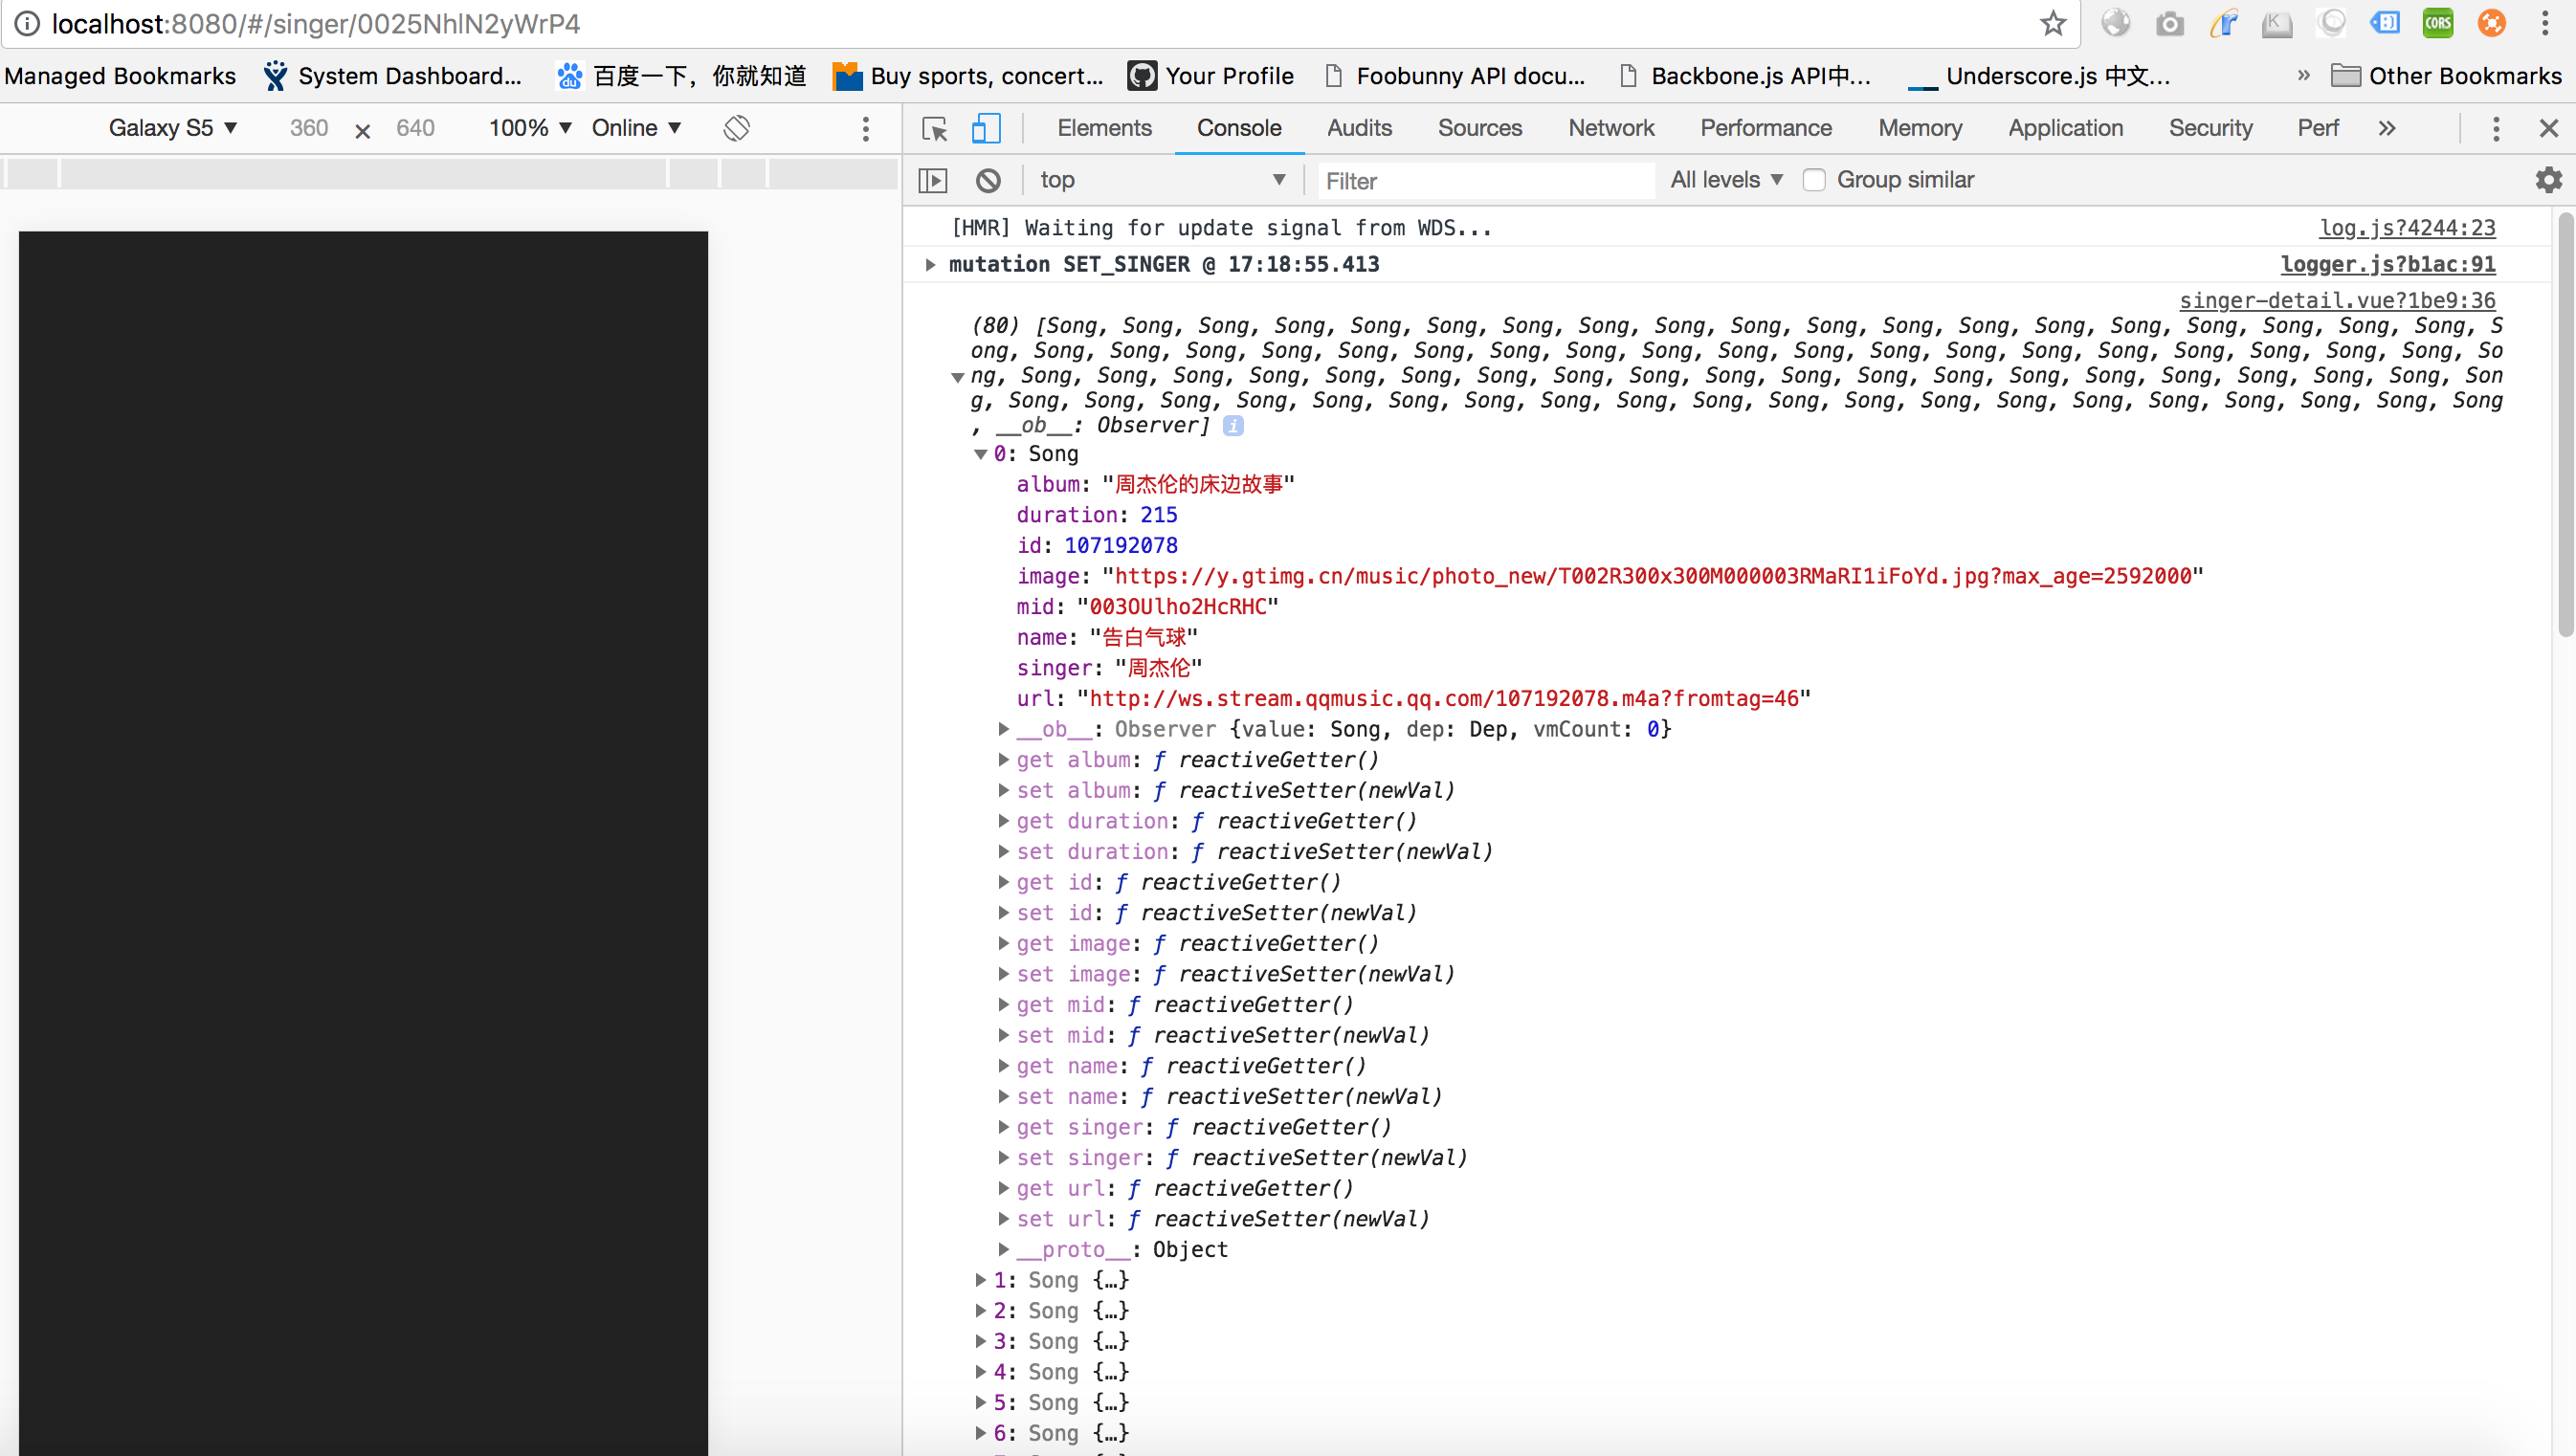 localhost:8080/#/singer/0025NhlN2yWrP4
CORS
Managed Bookmarks System Dashboard... 百度一下，你就知道 Buy sports, concert... Your Profile Foobunny API docu... Backbone.js API中... Underscore.js 中文... » Other Bookmarks
Galaxy S5 ▼ 360 × 640 100% ▼ Online ▼
Elements Console Audits Sources Network Performance Memory Application Security Perf »
top ▼ Filter All levels ▼ Group similar
[HMR] Waiting for update signal from WDS... log.js?4244:23
mutation SET_SINGER @ 17:18:55.413 logger.js?b1ac:91
singer-detail.vue?1be9:36
(80) [Song, Song, Song, Song, Song, Song, Song, Song, Song, Song, Song, Song, Song, Song, Song, Song, Song, Song, Song, S
ong, Song, Song, Song, Song, Song, Song, Song, Song, Song, Song, Song, Song, Song, Song, Song, Song, Song, Song, Song, So
ng, Song, Song, Song, Song, Song, Song, Song, Song, Song, Song, Song, Song, Song, Song, Song, Song, Song, Song, Song, Son
g, Song, Song, Song, Song, Song, Song, Song, Song, Song, Song, Song, Song, Song, Song, Song, Song, Song, Song, Song, Song
, __ob__: Observer] i
0: Song
album: "周杰伦的床边故事"
duration: 215
id: 107192078
image: "https://y.gtimg.cn/music/photo_new/T002R300x300M000003RMaRI1iFoYd.jpg?max_age=2592000"
mid: "003OUlho2HcRHC"
name: "告白气球"
singer: "周杰伦"
url: "http://ws.stream.qqmusic.qq.com/107192078.m4a?fromtag=46"
__ob__: Observer {value: Song, dep: Dep, vmCount: 0}
get album: ƒ reactiveGetter()
set album: ƒ reactiveSetter(newVal)
get duration: ƒ reactiveGetter()
set duration: ƒ reactiveSetter(newVal)
get id: ƒ reactiveGetter()
set id: ƒ reactiveSetter(newVal)
get image: ƒ reactiveGetter()
set image: ƒ reactiveSetter(newVal)
get mid: ƒ reactiveGetter()
set mid: ƒ reactiveSetter(newVal)
get name: ƒ reactiveGetter()
set name: ƒ reactiveSetter(newVal)
get singer: ƒ reactiveGetter()
set singer: ƒ reactiveSetter(newVal)
get url: ƒ reactiveGetter()
set url: ƒ reactiveSetter(newVal)
__proto__: Object
1: Song {…}
2: Song {…}
3: Song {…}
4: Song {…}
5: Song {…}
6: Song {…}